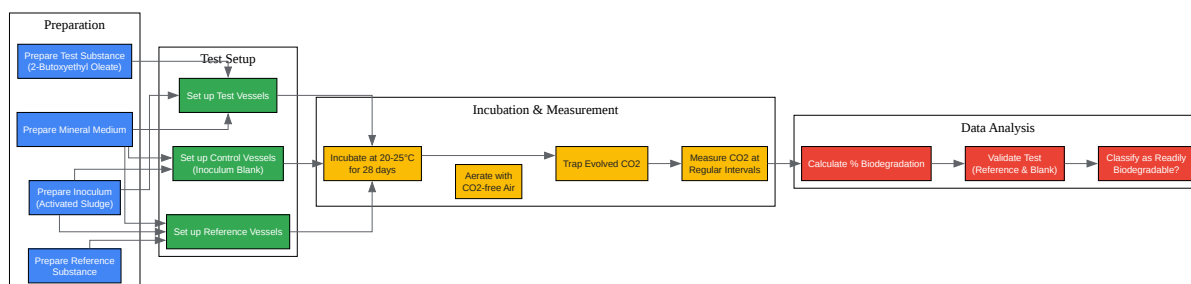 Preparation
Prepare Test Substance
(2-Butoxyethyl Oleate)
Prepare Mineral Medium
Prepare Inoculum
(Activated Sludge)
Prepare Reference
Substance
Test Setup
Set up Test Vessels
Set up Control Vessels
(Inoculum Blank)
Set up Reference Vessels
Incubation & Measurement
Incubate at 20-25°C
for 28 days
Aerate with
CO2-free Air
Trap Evolved CO2
Measure CO2 at
Regular Intervals
Data Analysis
Calculate % Biodegradation
Validate Test
(Reference & Blank)
Classify as Readily
Biodegradable?